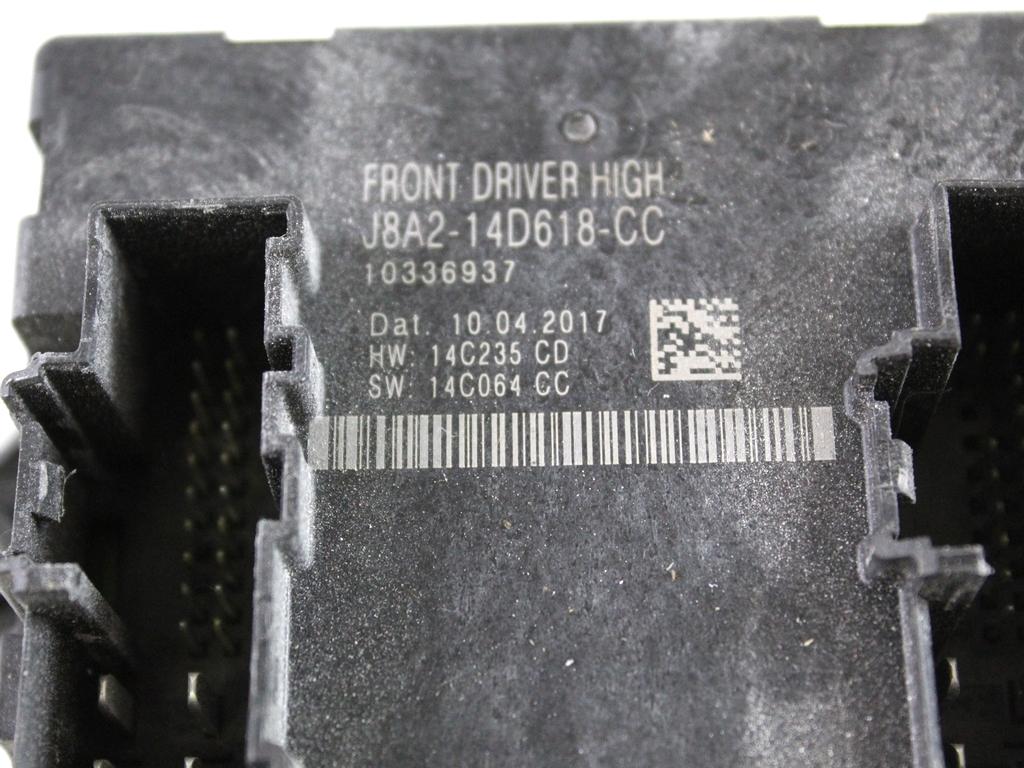 FRONT DRIVER HIGH
J8A2-14D618-CC
10336937
Dat. 10.04.2017
HW: 14C235 CD
SW: 14C064 CC